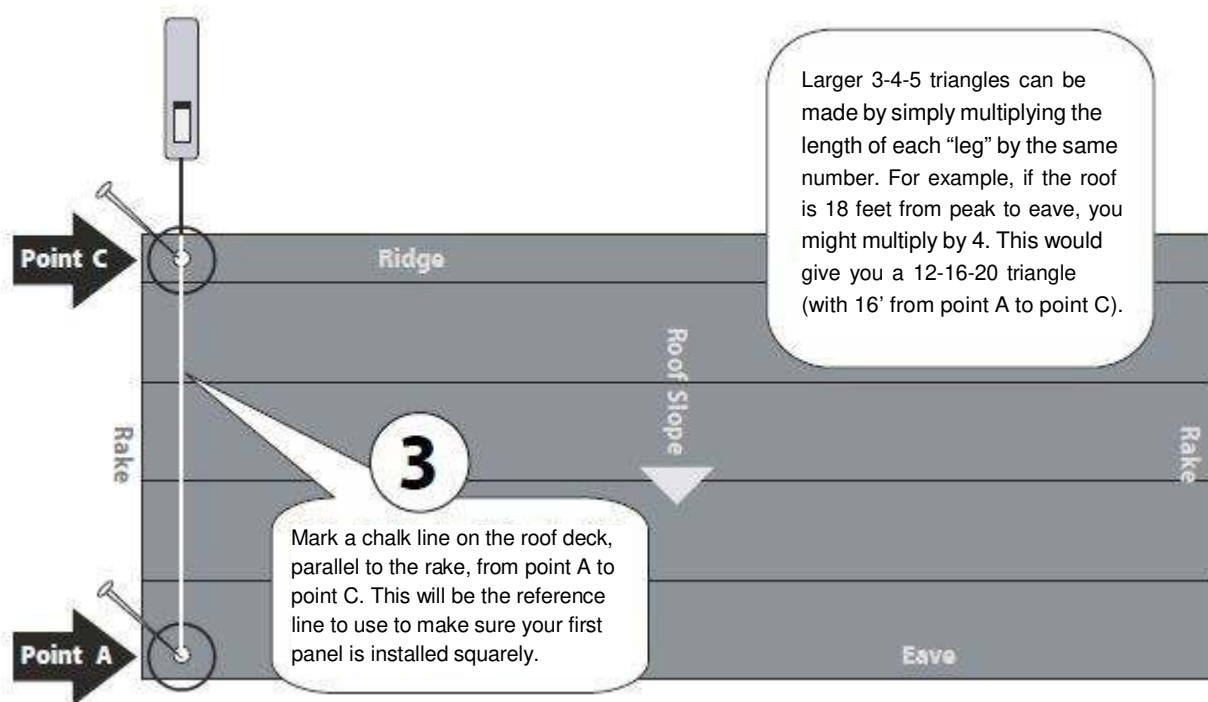 Larger 3-4-5 triangles can be
made by simply multiplying the
length of each “leg” by the same
number. For example, if the roof
is 18 feet from peak to eave, you
might multiply by 4. This would
give you a 12-16-20 triangle
(with 16’ from point A to point C).
Point C
Ridge
Roof Slope
Rake
Rake
3
Mark a chalk line on the roof deck,
parallel to the rake, from point A to
point C. This will be the reference
line to use to make sure your first
panel is installed squarely.
Point A
Eave